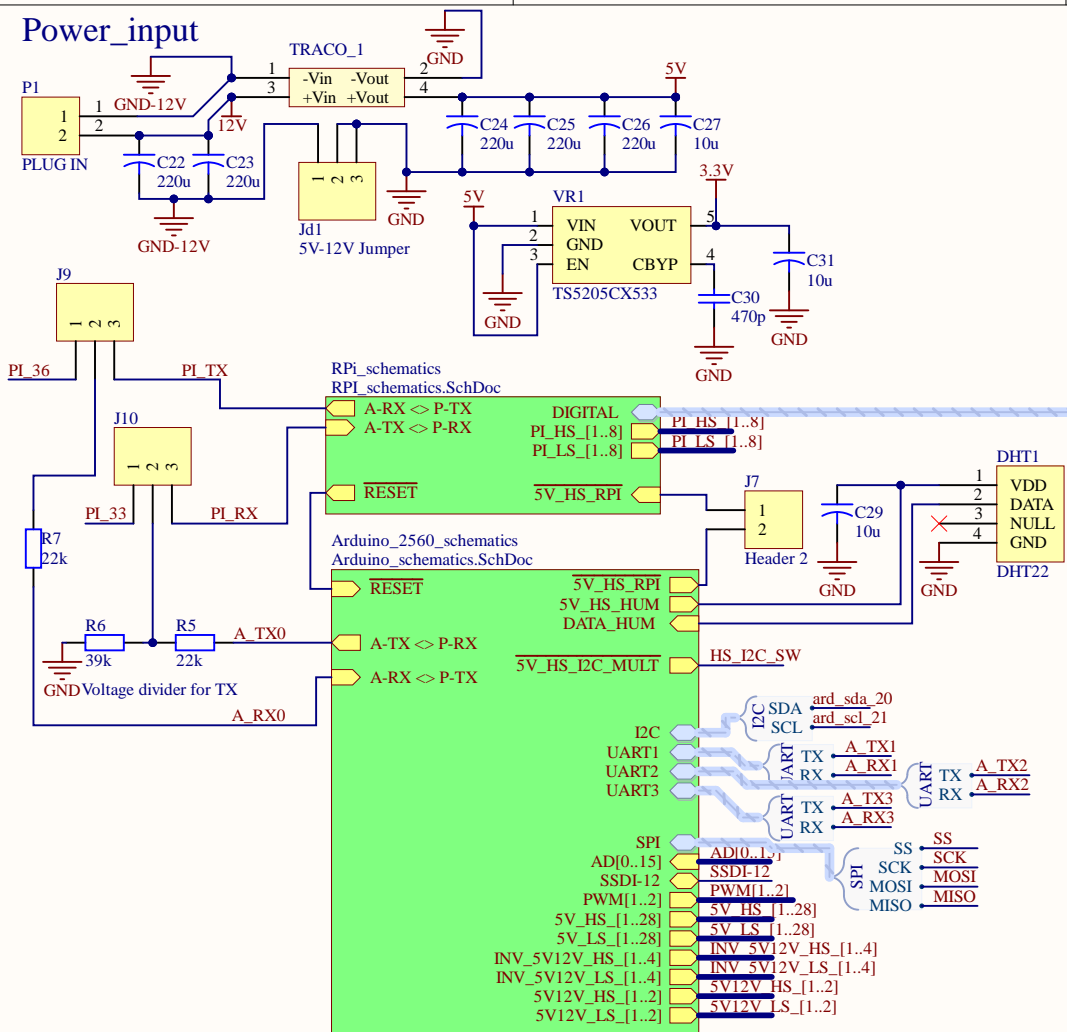 Power_input
TRACO_1
GND
P1
1
2
PLUG IN
GND-12V
12V
1
3
-Vin -Vout
+Vin +Vout
2
4
5V
C22
220u
C23
220u
GND-12V
1 2 3
Jd1
5V-12V Jumper
GND
C24
220u
C25
220u
C26
220u
C27
10u
3.3V
5V
VR1
1
2
3
VIN
GND
EN
VOUT
CBYP
5
4
TS5205CX533
GND
C30
470p
GND
C31
10u
GND
J9
1 2 3
PI_36
PI_TX
J10
1 2 3
PI_33
PI_RX
R7
22k
R6
39k
R5
22k
GND
A_TX0
Voltage divider for TX
A_RX0
RPi_schematics
RPI_schematics.SchDoc
A-RX <> P-TX
A-TX <> P-RX
RESET
DIGITAL
PI_HS_[1..8]
PI_LS_[1..8]
5V_HS_RPI
PI_HS_[1..8]
PI_LS_[1..8]
J7
1
2
Header 2
C29
10u
GND
DHT1
1
2
3
4
VDD
DATA
NULL
GND
DHT22
GND
Arduino_2560_schematics
Arduino_schematics.SchDoc
RESET
A-TX <> P-RX
A-RX <> P-TX
5V_HS_RPI
5V_HS_HUM
DATA_HUM
5V_HS_I2C_MULT
HS_I2C_SW
I2C
UART1
UART2
UART3
SPI
AD[0..15]
SSDI-12
PWM[1..2]
5V_HS_[1..28]
5V_LS_[1..28]
INV_5V12V_HS_[1..4]
INV_5V12V_LS_[1..4]
5V12V_HS_[1..2]
5V12V_LS_[1..2]
I2C
SDA
SCL
ard_sda_20
ard_scl_21
UART
TX
RX
A_TX1
A_RX1
UART
TX
RX
A_TX2
A_RX2
UART
TX
RX
A_TX3
A_RX3
SPI
SS
SCK
MOSI
MISO
SS
SCK
MOSI
MISO
AD[0..15]
SSDI-12
PWM[1..2]
5V_HS_[1..28]
5V_LS_[1..28]
INV_5V12V_HS_[1..4]
INV_5V12V_LS_[1..4]
5V12V_HS_[1..2]
5V12V_LS_[1..2]